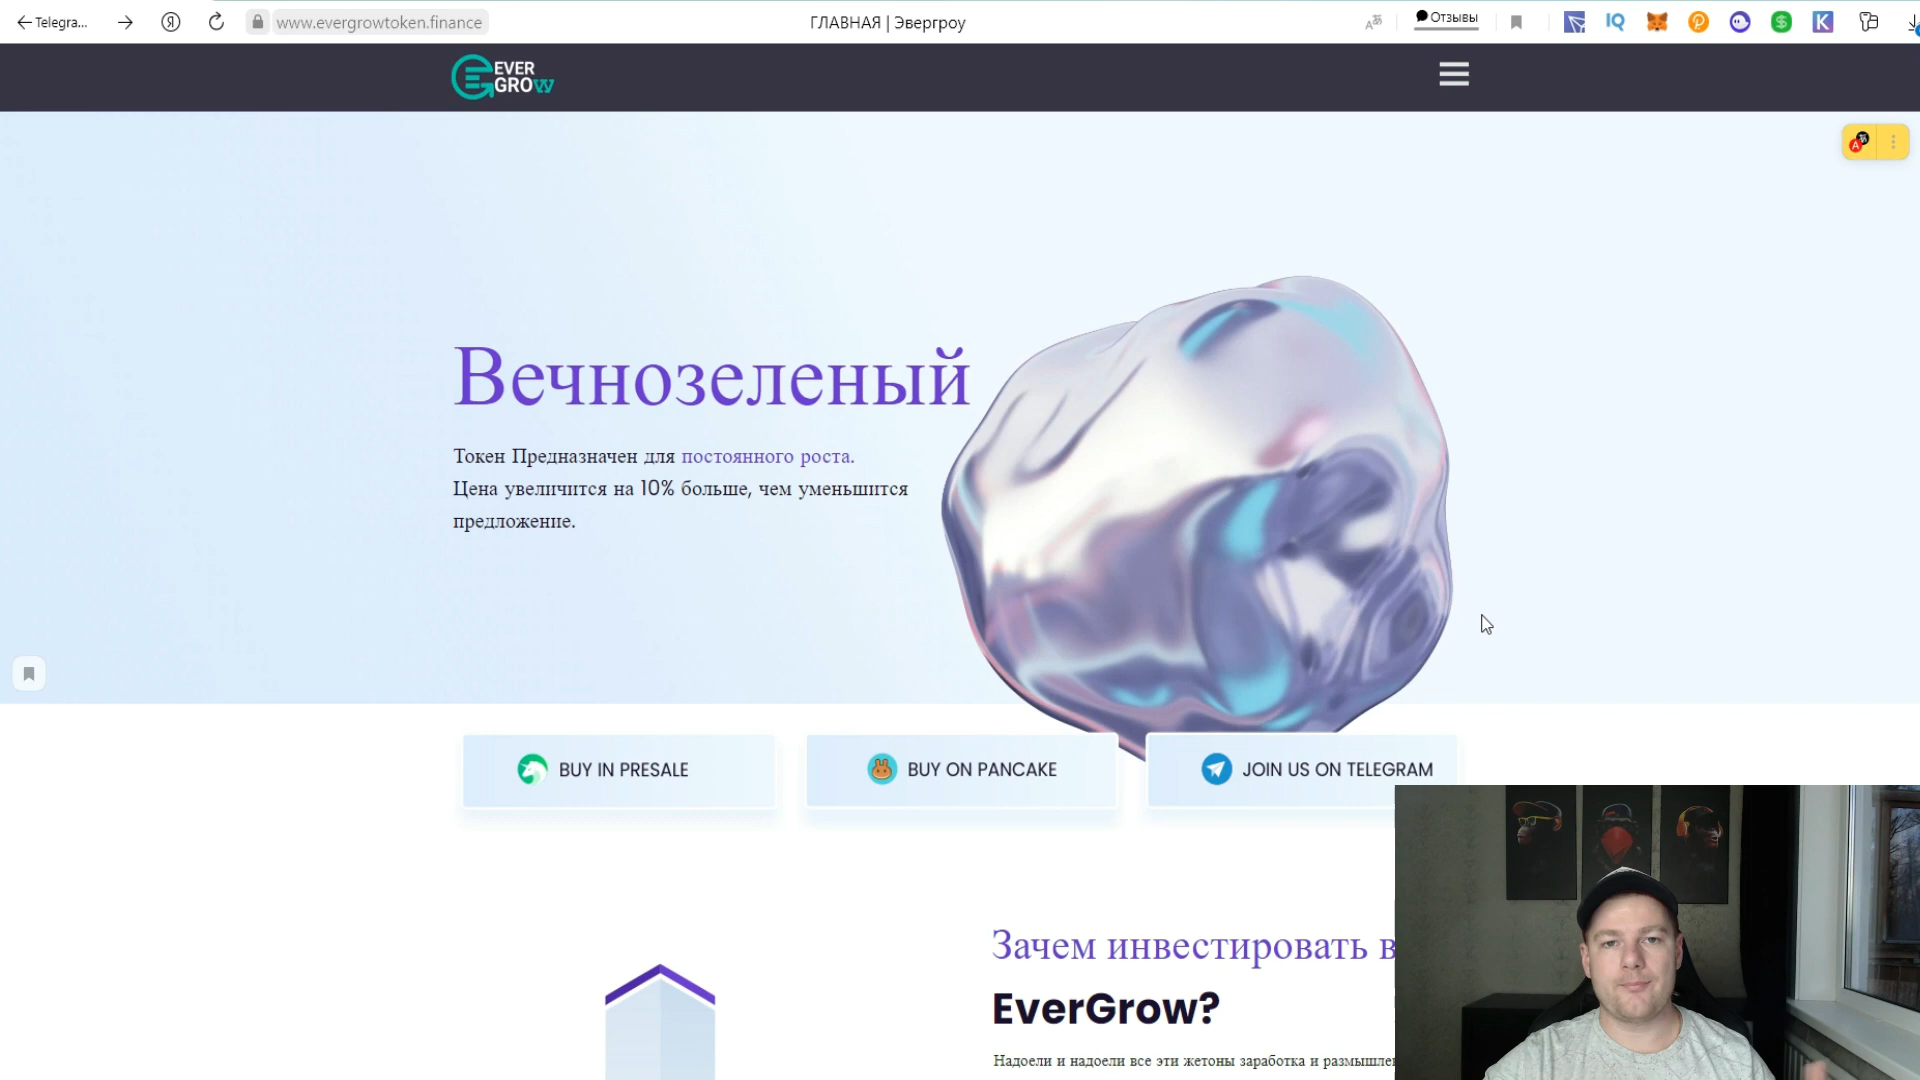 Telegra...
www.evergrowtoken.finance
ГЛАВНАЯ | Эвергроу
Отзывы
EVER
GROW
Вечнозеленый
Токен Предназначен для постоянного роста.
Цена увеличится на 10% больше, чем уменьшится
предложение.
BUY IN PRESALE
BUY ON PANCAKE
JOIN US ON TELEGRAM
Зачем инвестировать в
EverGrow?
Надоели и надоели все эти жетоны заработка и